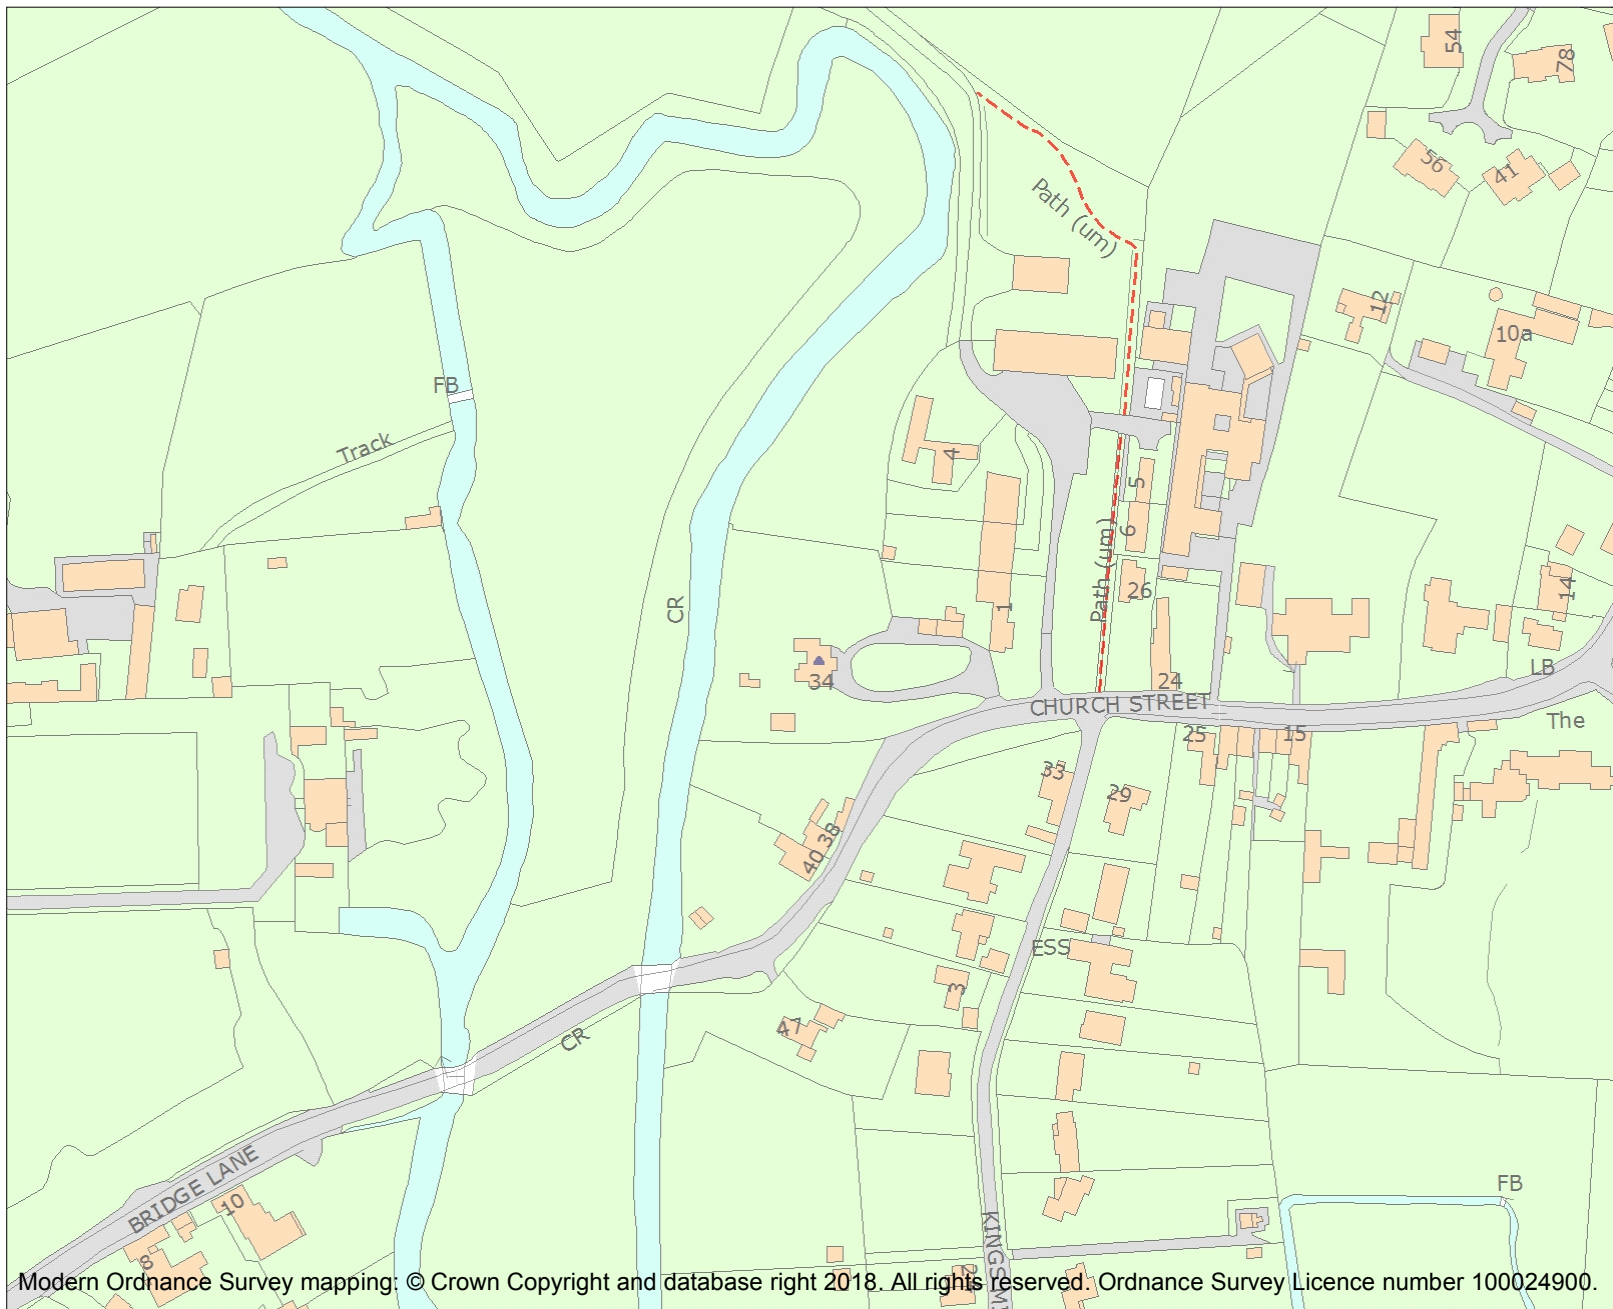 54
78
56
41
Path (um)
12
10a
FB
Track
4
5
6
Path (um)
CR
1
26
14
34
24
LB
CHURCH STREET
The
25
15
33
29
40 38
ESS
3
47
CR
BRIDGE LANE
10
8
FB
Modern Ordnance Survey mapping: © Crown Copyright and database right 2018. All rights reserved. Ordnance Survey Licence number 100024900.